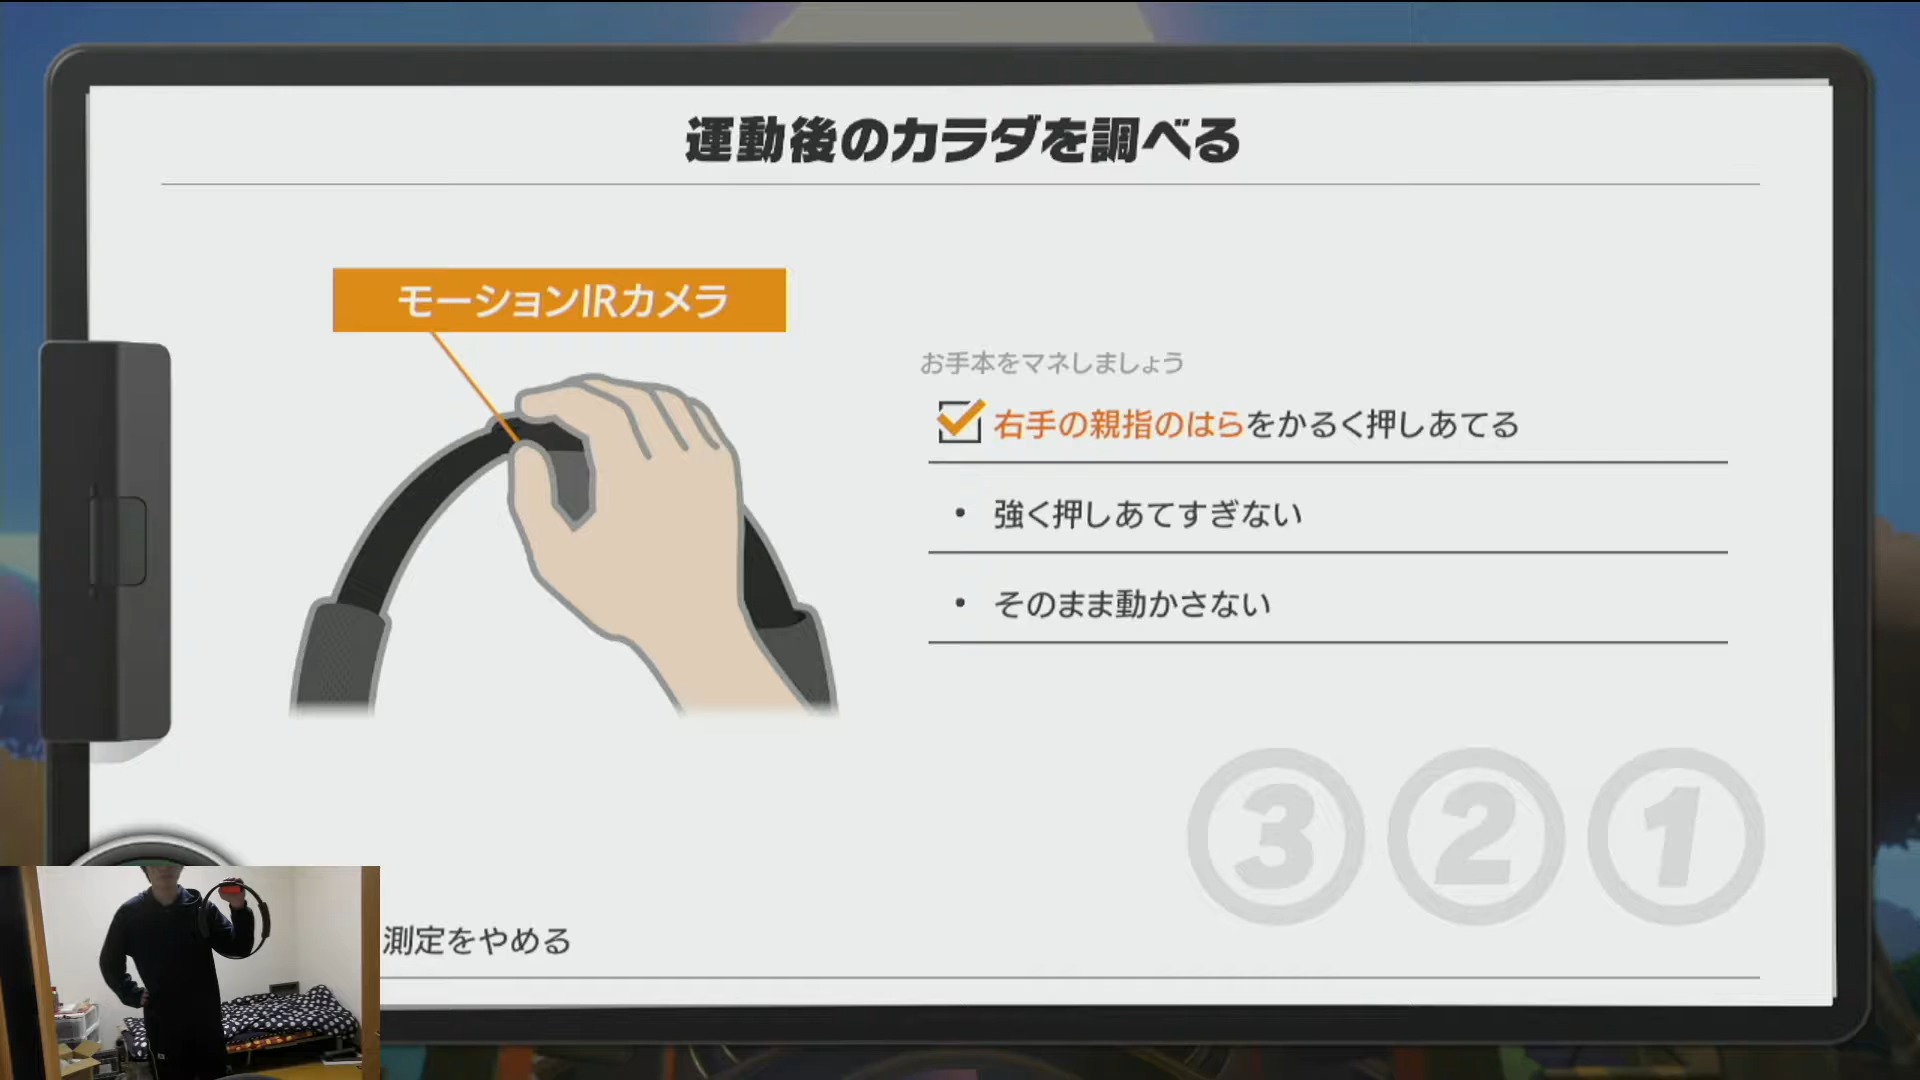 運動後のカラダを調べる
モーションIRカメラ
お手本をマネしましょう
右手の親指のはらをかるく押しあてる
・ 強く押しあてすぎない
・ そのまま動かさない
3 2 1
測定をやめる